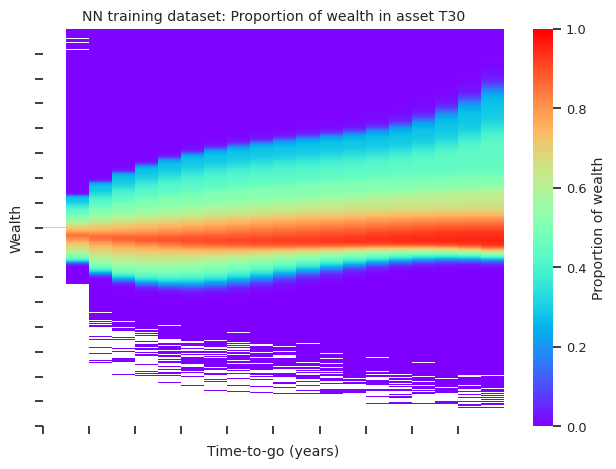 NN training dataset: Proportion of wealth in asset T30
1.0
0.8
0.6
0.4
0.2
0.0
Proportion of wealth
Wealth
Time-to-go (years)